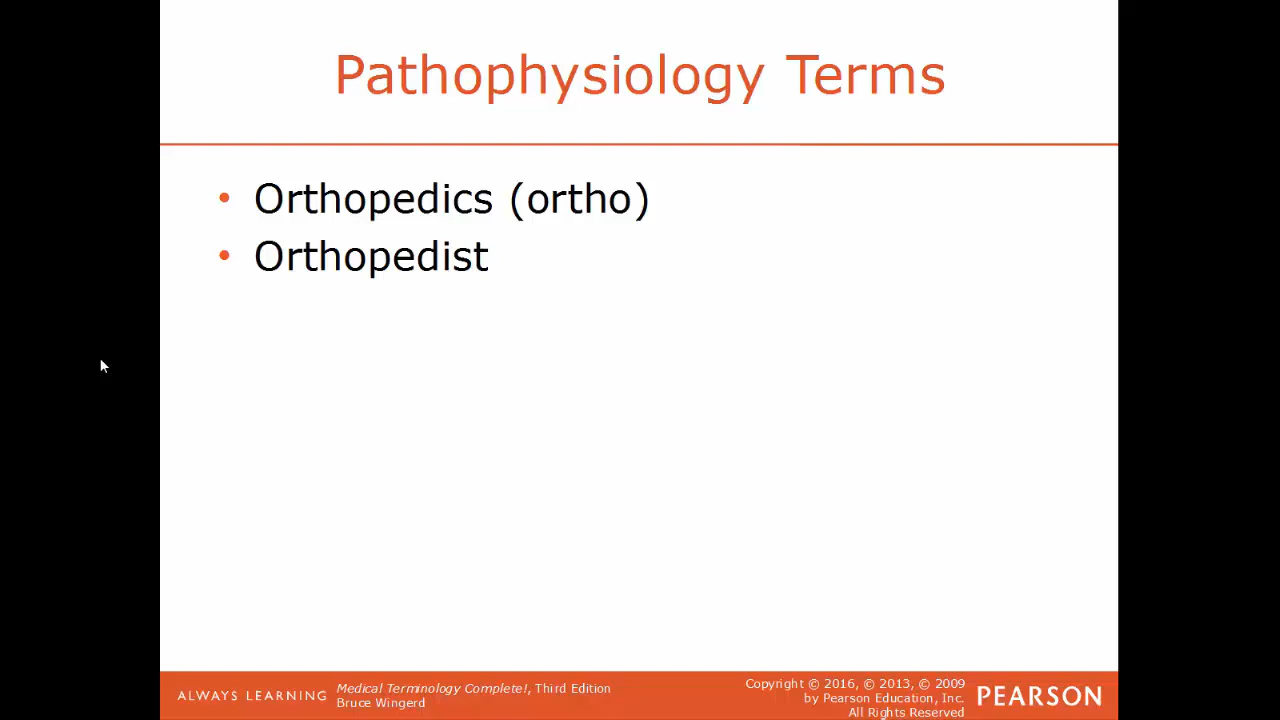 Pathophysiology Terms
• Orthopedics (ortho)
• Orthopedist
ALWAYS LEARNING
Medical Terminology Complete!, Third Edition
Bruce Wingerd
Copyright © 2016, © 2013, © 2009
by Pearson Education, Inc.
All Rights Reserved
PEARSON